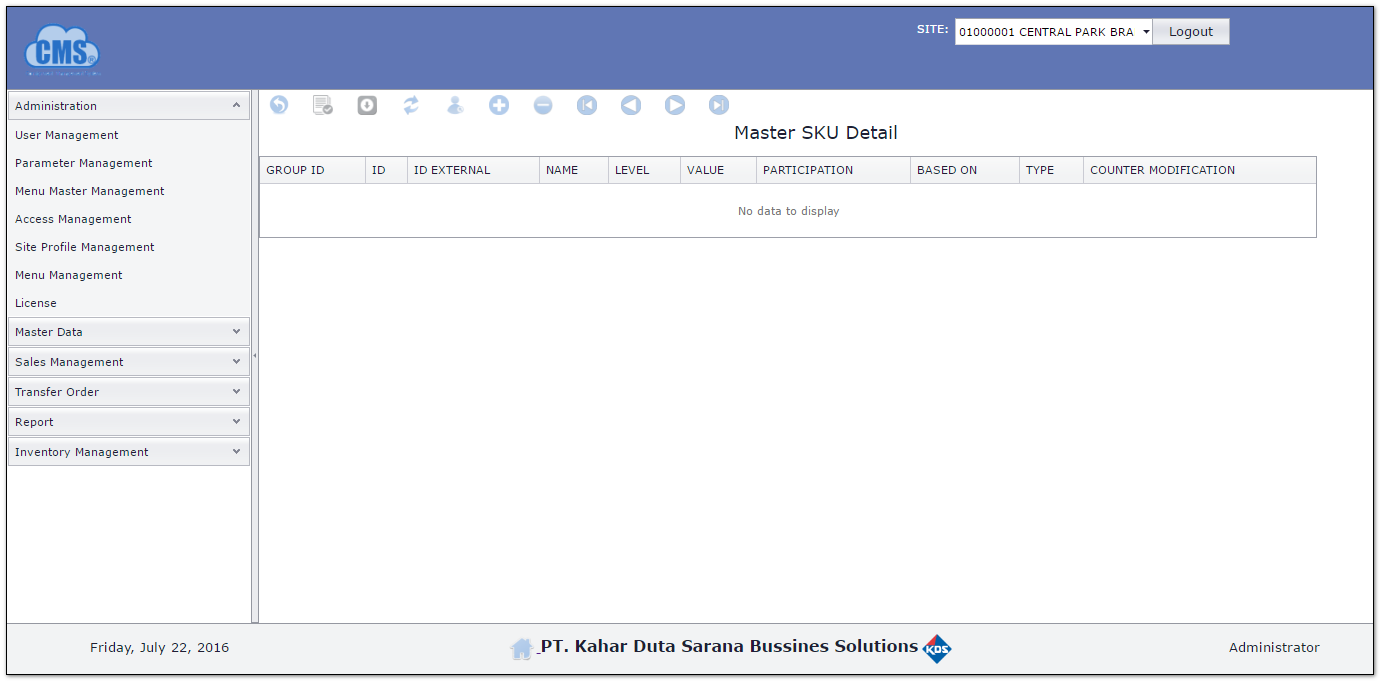 CMS®
SITE: 01000001 CENTRAL PARK BRA Logout
Administration
User Management
Parameter Management
Menu Master Management
Access Management
Site Profile Management
Menu Management
License
Master Data
Sales Management
Transfer Order
Report
Inventory Management
Master SKU Detail
GROUP ID ID ID EXTERNAL NAME LEVEL VALUE PARTICIPATION BASED ON TYPE COUNTER MODIFICATION
No data to display
Friday, July 22, 2016
PT. Kahar Duta Sarana Bussines Solutions KDS
Administrator